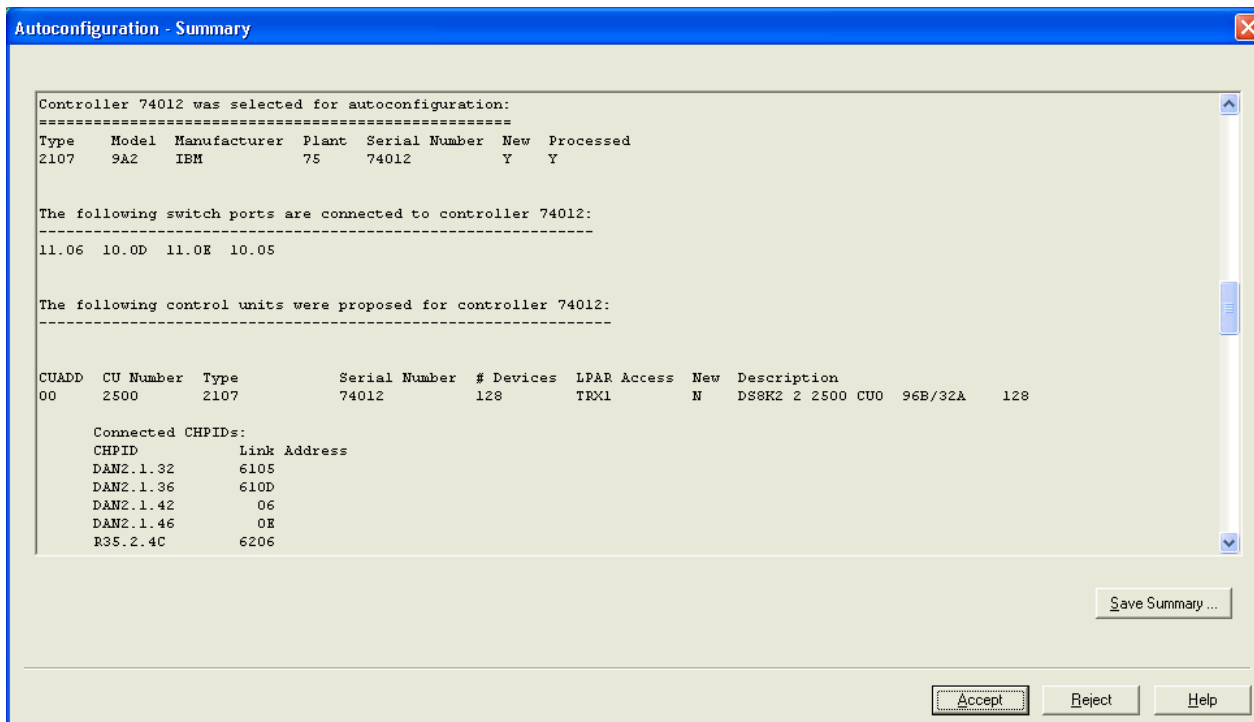 Autoconfiguration - Summary
Controller 74012 was selected for autoconfiguration:
====================================================
Type Model Manufacturer Plant Serial Number New Processed
2107 9A2 IBM 75 74012 Y Y
The following switch ports are connected to controller 74012:
-------------------------------------------------------------
11.06 10.0D 11.0E 10.05
The following control units were proposed for controller 74012:
---------------------------------------------------------------
CUADD CU Number Type Serial Number # Devices LPAR Access New Description
00 2500 2107 74012 128 TRX1 N DS8K2 2 2500 CU0 96B/32A 128
Connected CHPIDs:
CHPID Link Address
DAN2.1.32 6105
DAN2.1.36 610D
DAN2.1.42 06
DAN2.1.46 0E
R35.2.4C 6206
Save Summary ...
Accept Reject Help